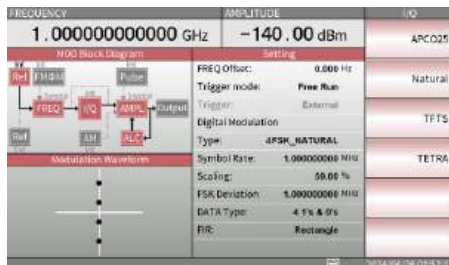 FREQUENCY
AMPLITUDE
I/Q
1.000000000000 GHz
-140.00 dBm
MOD Block Diagram
Ref
Pulse
FREQ
I/Q
AMPL
Output
Ref
AM
ALC
Modulation Waveform
Setting
FREQ Offset: 0.000 Hz
Trigger mode: Free Run
Trigger: External
Digital Modulation
Type: 4FSK_NATURAL
Symbol Rate: 1.000000000 MHz
Scaling: 50.00 %
FSK Deviation 1.000000000 MHz
DATA Type: 4 1's & 0's
FIR: Rectangle
APCO25
Natural
TFTS
TETRA